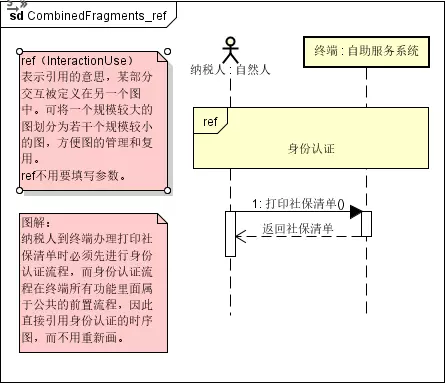 sd CombinedFragments_ref
ref（InteractionUse）
表示引用的意思，某部分
交互被定义在另一个图
中。可将一个规模较大的
图划分为若干个规模较小
的图，方便图的管理和复
用。
ref不用要填写参数。
纳税人 : 自然人
终端 : 自助服务系统
ref
身份认证
1: 打印社保清单()
返回社保清单
图解：
纳税人到终端办理打印社
保清单时必须先进行身份
认证流程，而身份认证流
程在终端所有功能里面属
于公共的前置流程，因此
直接引用身份认证的时序
图，而不用重新画。